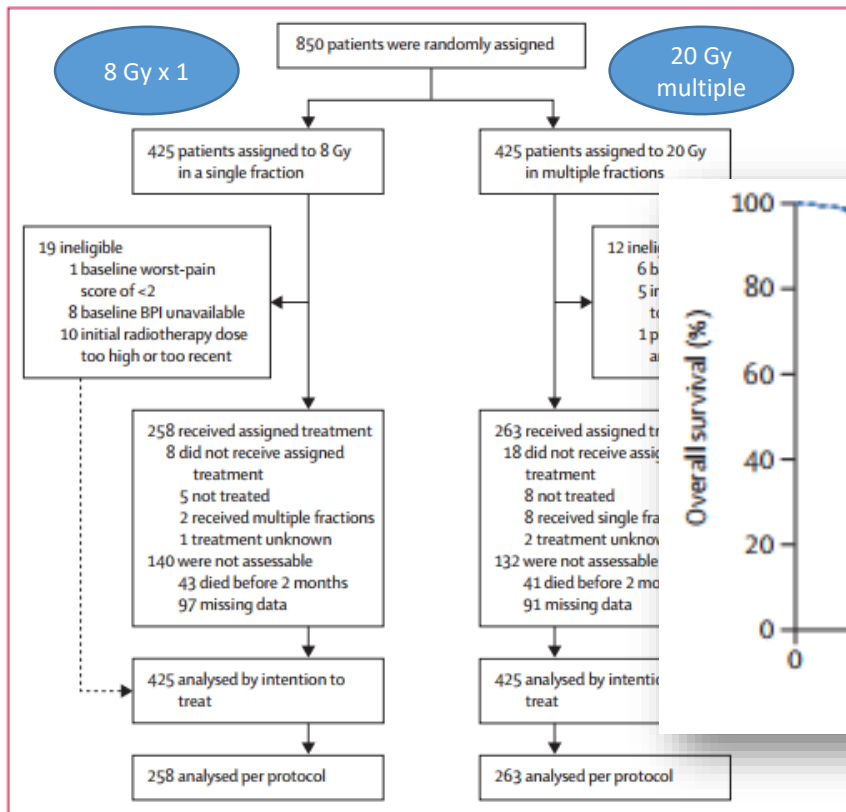 8 Gy x 1
850 patients were randomly assigned
20 Gy
multiple
425 patients assigned to 8 Gy
in a single fraction
425 patients assigned to 20 Gy
in multiple fractions
19 ineligible
1 baseline worst-pain
score of <2
8 baseline BPI unavailable
10 initial radiotherapy dose
too high or too recent
12
6
5
1
258 received assigned treatment
8 did not receive assigned
treatment
5 not treated
2 received multiple fractions
1 treatment unknown
140 were not assessable
43 died before 2 months
97 missing data
263 received assigned
18 did not receive
treatment
8 not treated
8 received single
2 treatment
132 were not assessable
41 died before 2
91 missing data
425 analysed by intention to
treat
425 analysed by
treat
258 analysed per protocol
263 analysed per protocol
Overall survival (%)
100
80
60
40
20
0
0